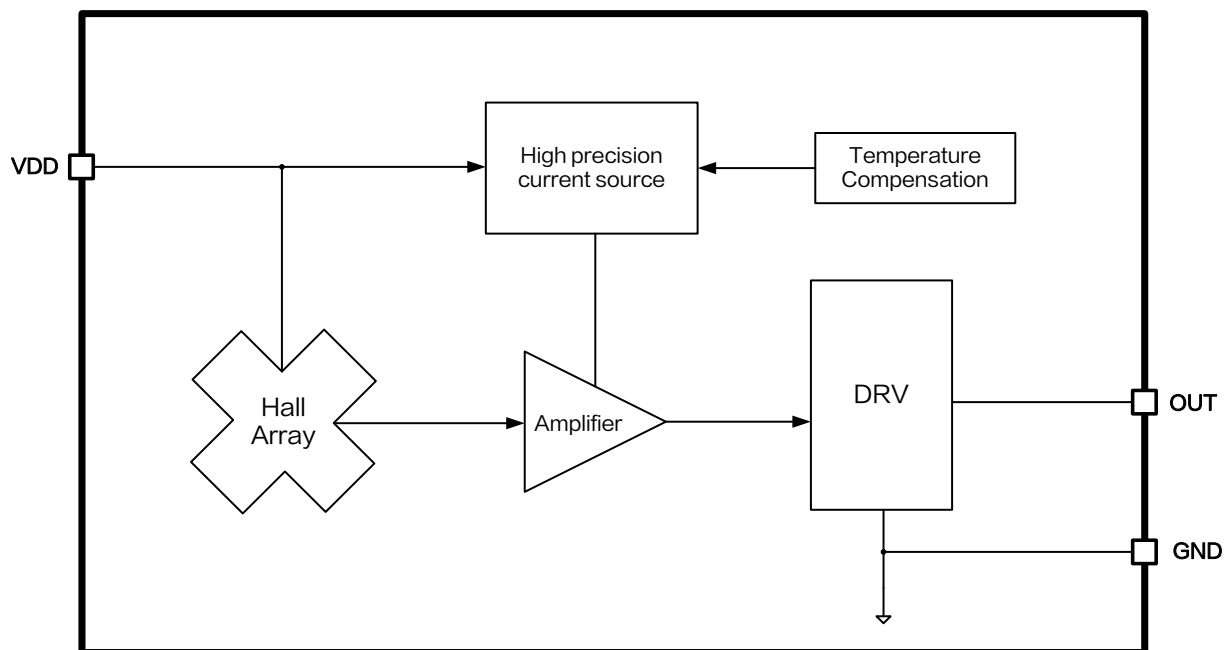 High precision
current source
Temperature
Compensation
VDD
Hall
Array
Amplifier
DRV
OUT
GND